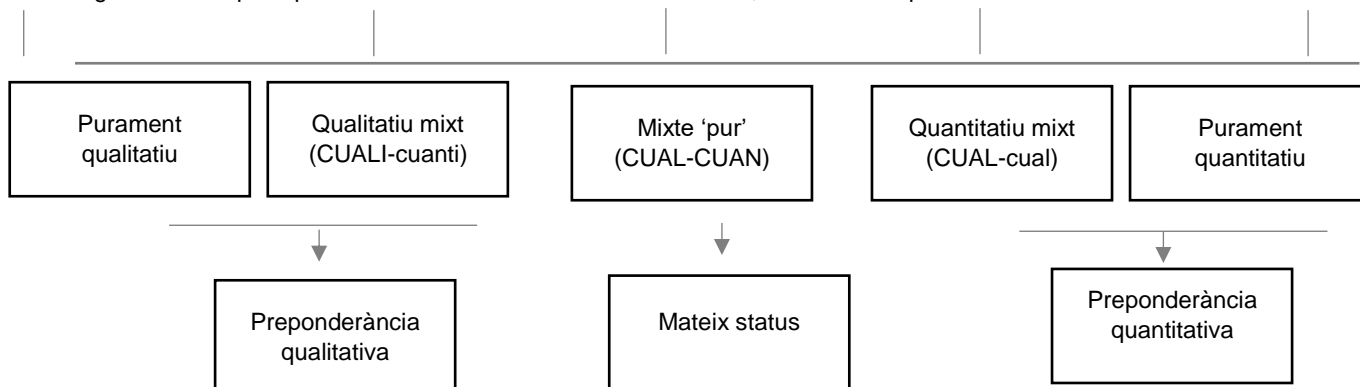 Purament
qualitatiu
Qualitatiu mixt
(CUALI-cuanti)
Mixte ‘pur’
(CUAL-CUAN)
Quantitatiu mixt
(CUAL-cual)
Purament
quantitatiu
Preponderància
qualitativa
Mateix status
Preponderància
quantitativa